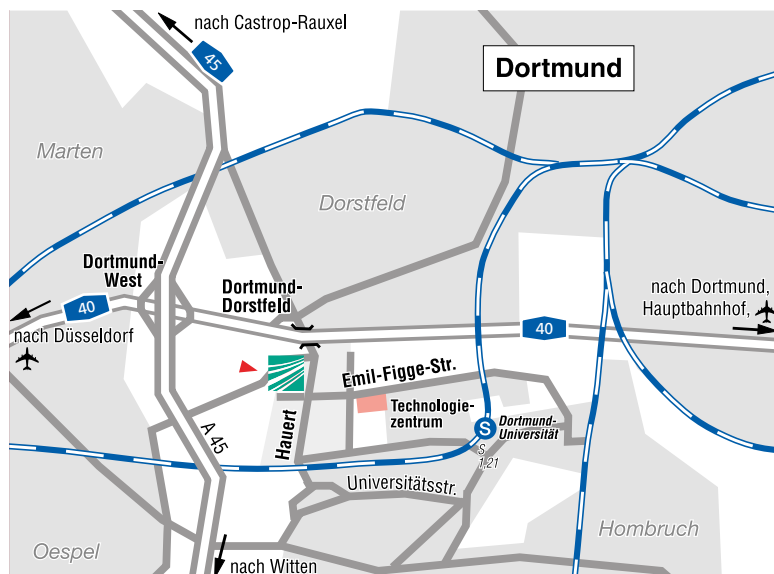 nach Castrop-Rauxel
45
Dortmund
Marten
Dorstfeld
Dortmund-
West
Dortmund-
Dorstfeld
nach Dortmund,
Hauptbahnhof,
40
40
nach Düsseldorf
Emil-Figge-Str.
Technologie-
zentrum
Hauert
A 45
S
Dortmund-
Universität
S
1,21
Universitätsstr.
Hombruch
Oespel
nach Witten